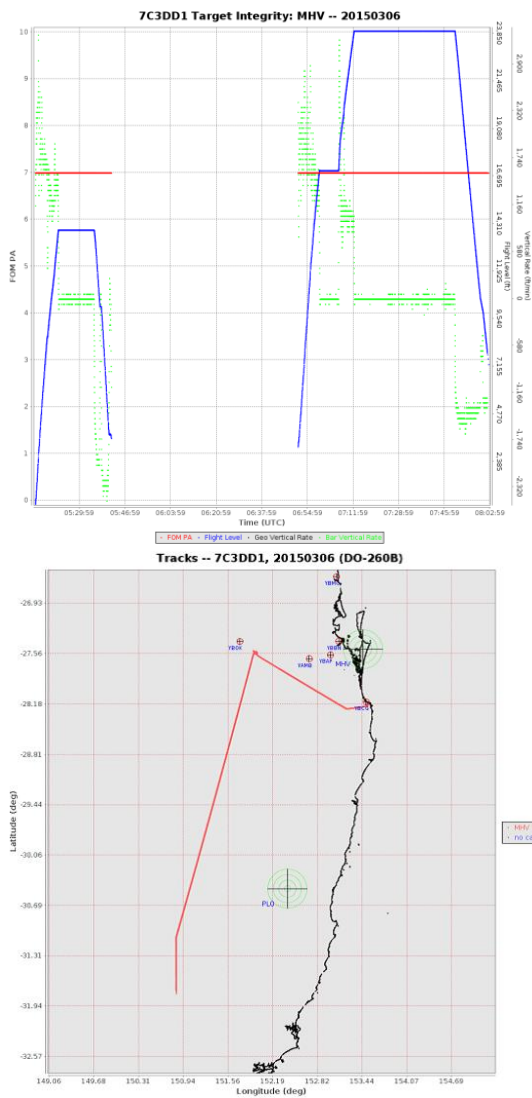 7C3DD1 Target Integrity: MHV -- 20150306
10
9
8
7
6
5
4
3
2
1
0
FOM PA
23,850
21,465
19,080
16,695
14,310
11,925
9,540
7,155
4,770
2,385
Flight Level (ft)
2,900
2,320
1,740
1,160
580
0
-580
-1,160
-1,740
-2,320
Vertical Rate (ft/min)
05:29:59 05:46:59 06:03:59 06:20:59 06:37:59 06:54:59 07:11:59 07:28:59 07:45:59 08:02:59
Time (UTC)
FOM PA Flight Level Geo Vertical Rate Bar Vertical Rate
Tracks -- 7C3DD1, 20150306 (DO-260B)
-26.93
-27.56
-28.18
-28.81
-29.44
-30.06
-30.69
-31.31
-31.94
-32.57
Latitude (deg)
YBBN
YBAF
YAMB
MHV
YBCG
PLO
MHV
no ca
149.06 149.68 150.31 150.94 151.56 152.19 152.82 153.44 154.07 154.69
Longitude (deg)